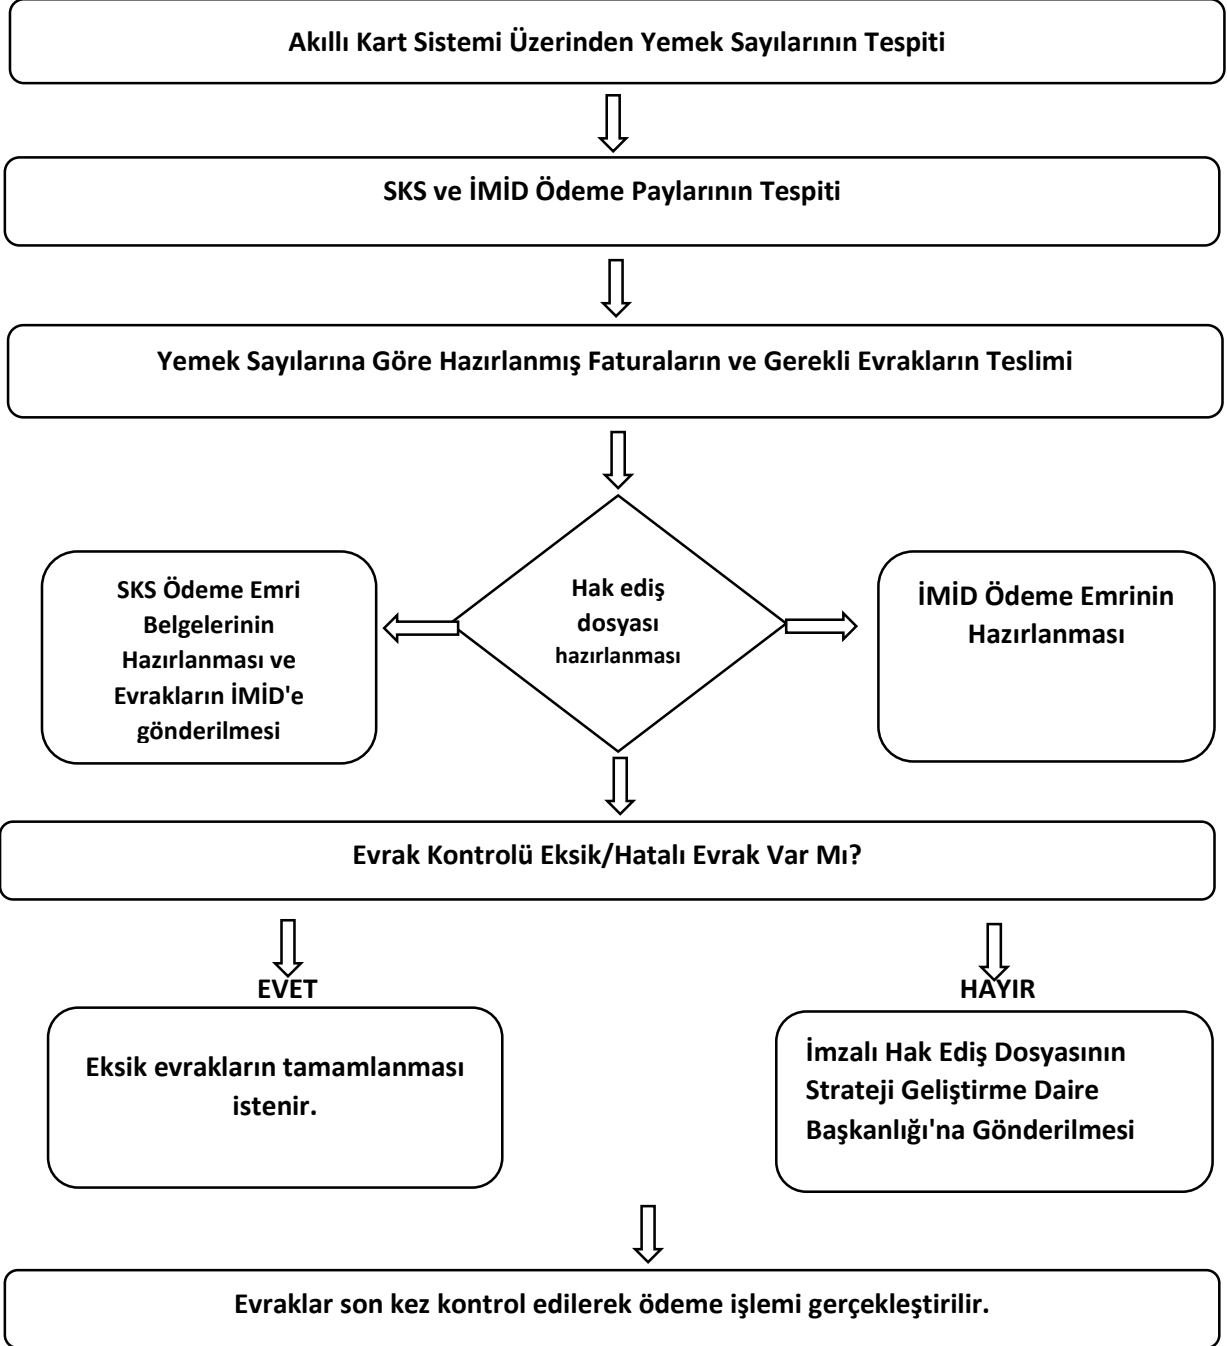 Akıllı Kart Sistemi Üzerinden Yemek Sayılarının Tespiti
SKS ve İMİD Ödeme Paylarının Tespiti
Yemek Sayılarına Göre Hazırlanmış Faturaların ve Gerekli Evrakların Teslimi
SKS Ödeme Emri
Belgelerinin
Hazırlanması ve
Evrakların İMİD'e
gönderilmesi
Hak ediş
dosyası
hazırlanması
İMİD Ödeme Emrinin
Hazırlanması
Evrak Kontrolü Eksik/Hatalı Evrak Var Mı?
EVET
Eksik evrakların tamamlanması
istenir.
HAYIR
İmzalı Hak Ediş Dosyasının
Strateji Geliştirme Daire
Başkanlığı'na Gönderilmesi
Evraklar son kez kontrol edilerek ödeme işlemi gerçekleştirilir.